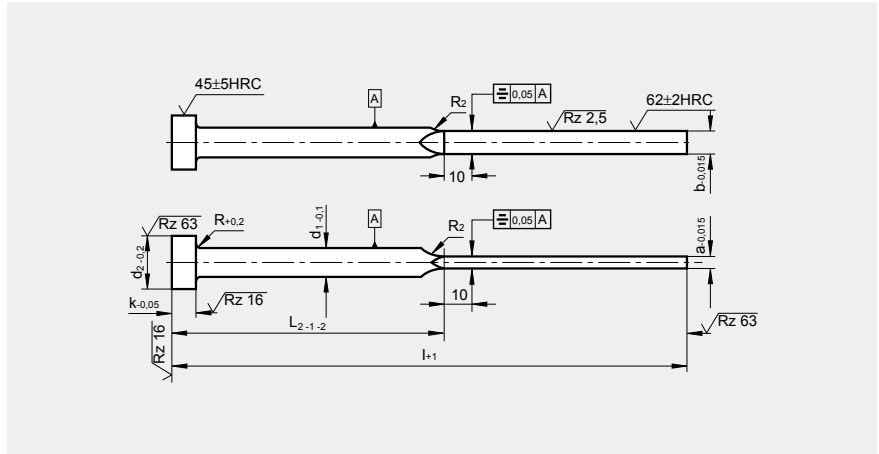 45±5HRC
A
R2
0,05 A
62±2HRC
Rz 2,5
10
b-0,015
Rz 63
R+0,2
d1-0,1
A
R2
0,05 A
a-0,015
d2-0,2
10
k-0,05
Rz 16
L2 -1 -2
Rz 63
Rz 16
l+1